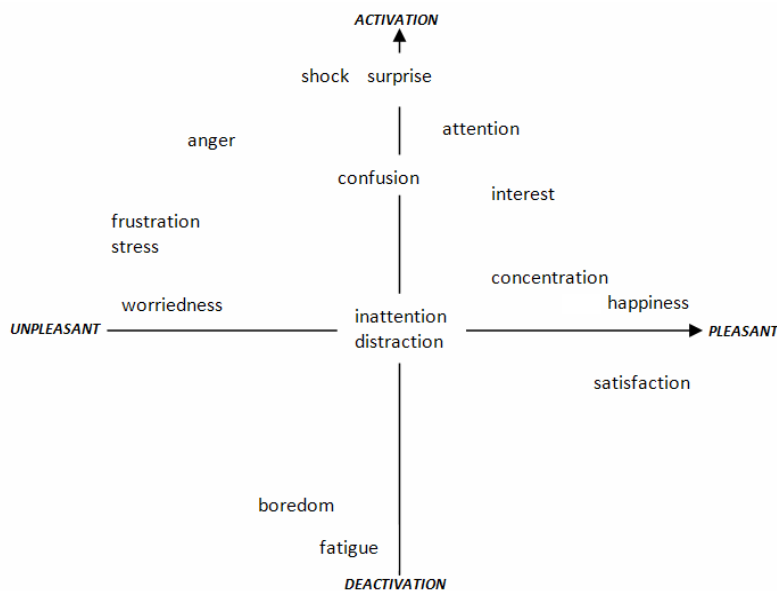 ACTIVATION
shock surprise
attention
anger
confusion
interest
frustration
stress
concentration
worriedness
happiness
inattention
UNPLEASANT
PLEASANT
distraction
satisfaction
boredom
fatigue
DEACTIVATION